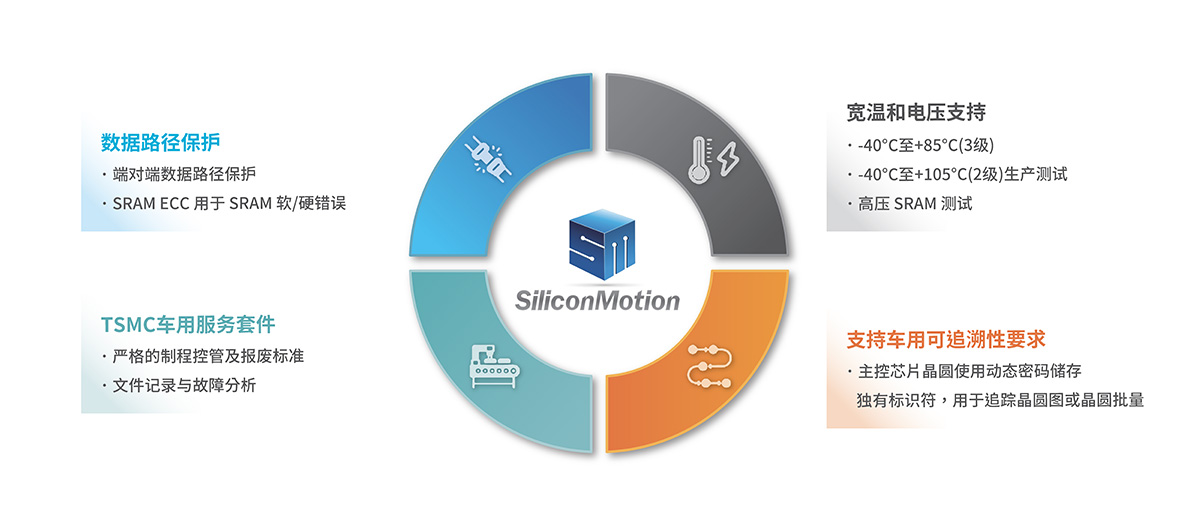 数据路径保护
· 端对端数据路径保护
· SRAM ECC 用于 SRAM 软/硬错误
宽温和电压支持
· -40°C至+85°C(3级)
· -40°C至+105°C(2级)生产测试
· 高压 SRAM 测试
SM
SiliconMotion
TSMC车用服务套件
· 严格的制程控管及报废标准
· 文件记录与故障分析
支持车用可追溯性要求
· 主控芯片晶圆使用动态密码储存
独有标识符，用于追踪晶圆图或晶圆批量